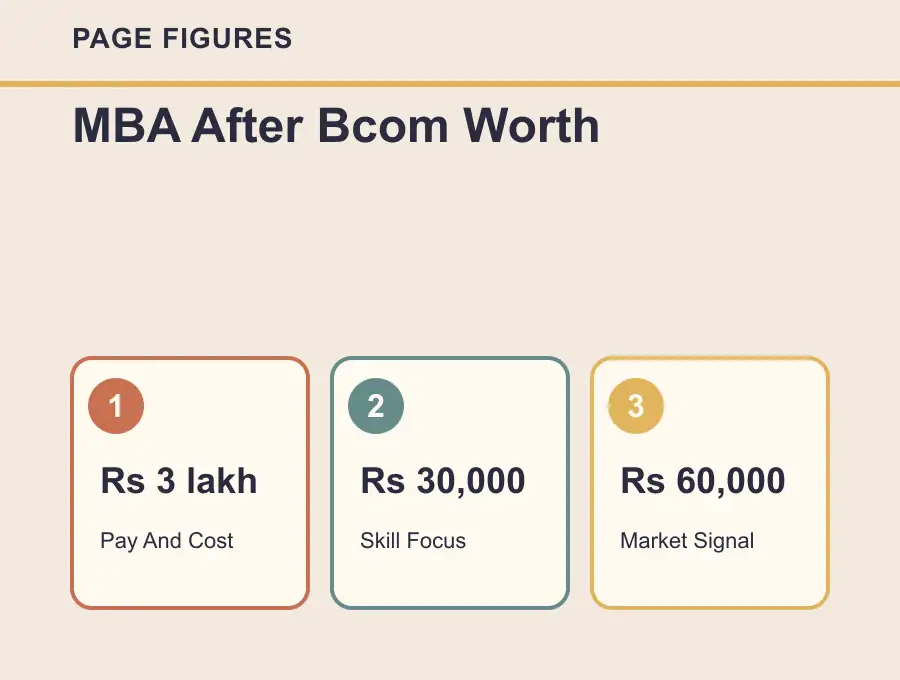 PAGE FIGURES
MBA After Bcom Worth
1
Rs 3 lakh
Pay And Cost
2
Rs 30,000
Skill Focus
3
Rs 60,000
Market Signal